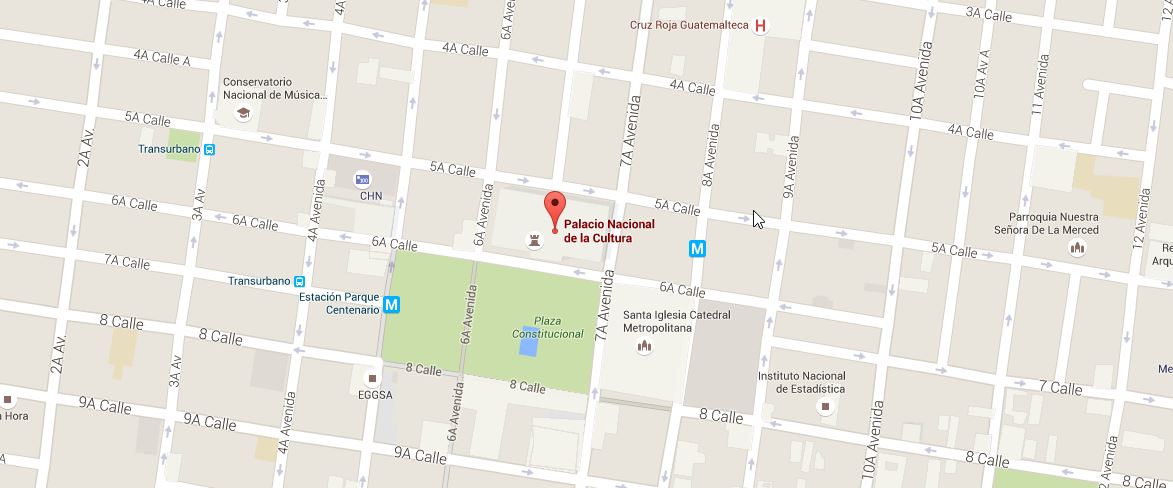 Cruz Roja Guatemalteca
H
4A
4A Calle
4A Calle
4A Calle A
4A Calle
4A Calle
6A Av
12 A
Conservatorio
Nacional de Música...
10A Avenida
10A Av A
11 Avenida
5A Calle
5A Calle
5A Calle
5A Calle
2A Av.
Transurbano
7A Avenida
8A Avenida
9A Avenida
CHN
3A Av
4A Avenida
6A Avenida
Palacio Nacional
de la Cultura
Parroquia Nuestra
Señora De La Merced
12 Avenida
6A Calle
6A Calle
6A Calle
6A Calle
M
Re
Arqu
7A Calle
Transurbano
Estación Parque
Centenario
M
6A Avenida
Plaza
Constitucional
7A Avenida
Santa Iglesia Catedral
Metropolitana
8 Calle
8 Calle
8 Calle
8 Calle
8 Calle
8 Calle
8 Calle
2A Av.
3A Av
EGGSA
Instituto Nacional
de Estadística
7 Calle
Me
a Hora
9A Calle
9A Calle
9A Calle
4A Avenida
6A Avenida
10A Avenida
2 Avenida
A